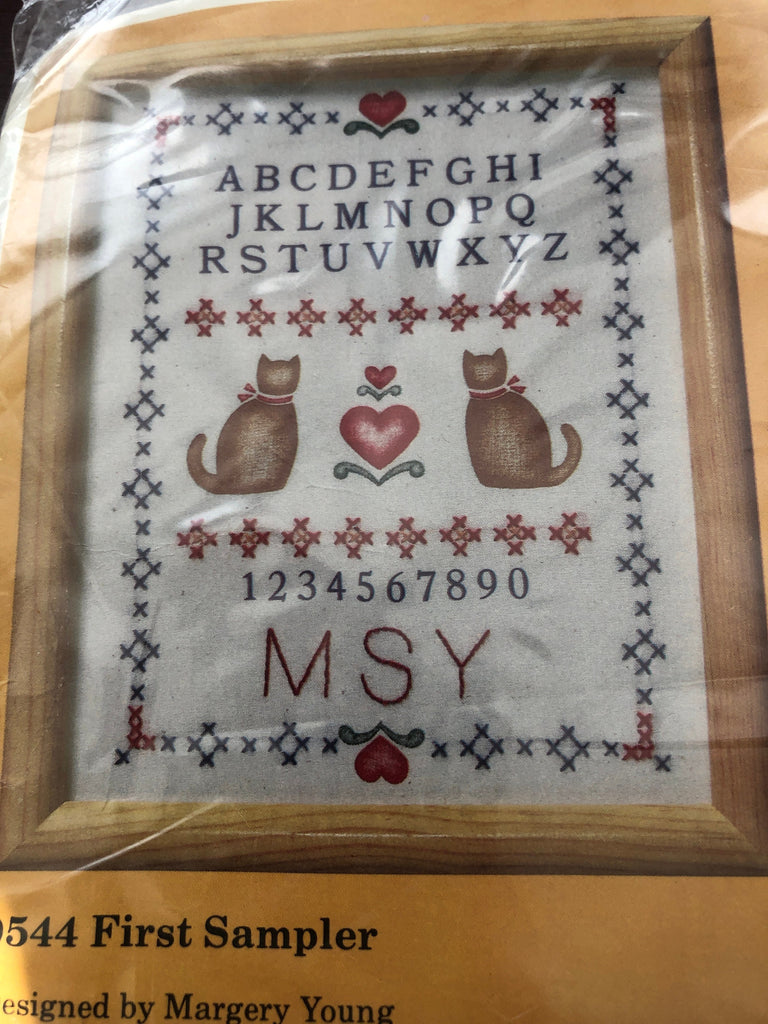 ABCDEFGHI
JKLMNOPQ
RSTUVWXYZ
1234567890
MSY
544 First Sampler
esigned by Margery Young